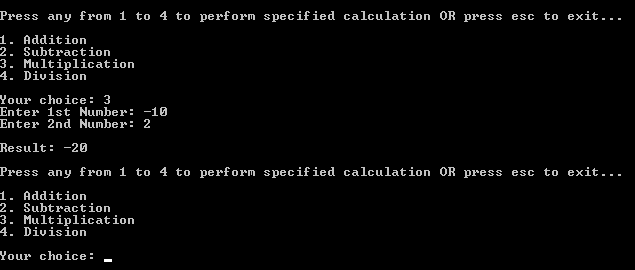 Press any from 1 to 4 to perform specified calculation OR press esc to exit...
1. Addition
2. Subtraction
3. Multiplication
4. Division
Your choice: 3
Enter 1st Number: -10
Enter 2nd Number: 2
Result: -20
Press any from 1 to 4 to perform specified calculation OR press esc to exit...
1. Addition
2. Subtraction
3. Multiplication
4. Division
Your choice: _